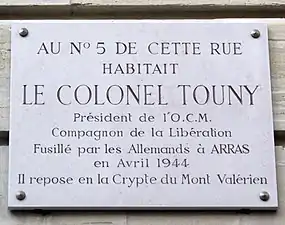 AU Nº 5 DE CETTE RUE
HABITAIT
LE COLONEL TOUNY
Président de l'O.C.M.
Compagnon de la Libération
Fusillé par les Allemands à ARRAS
en Avril 1944
Il repose en la Crypte du Mont Valérien